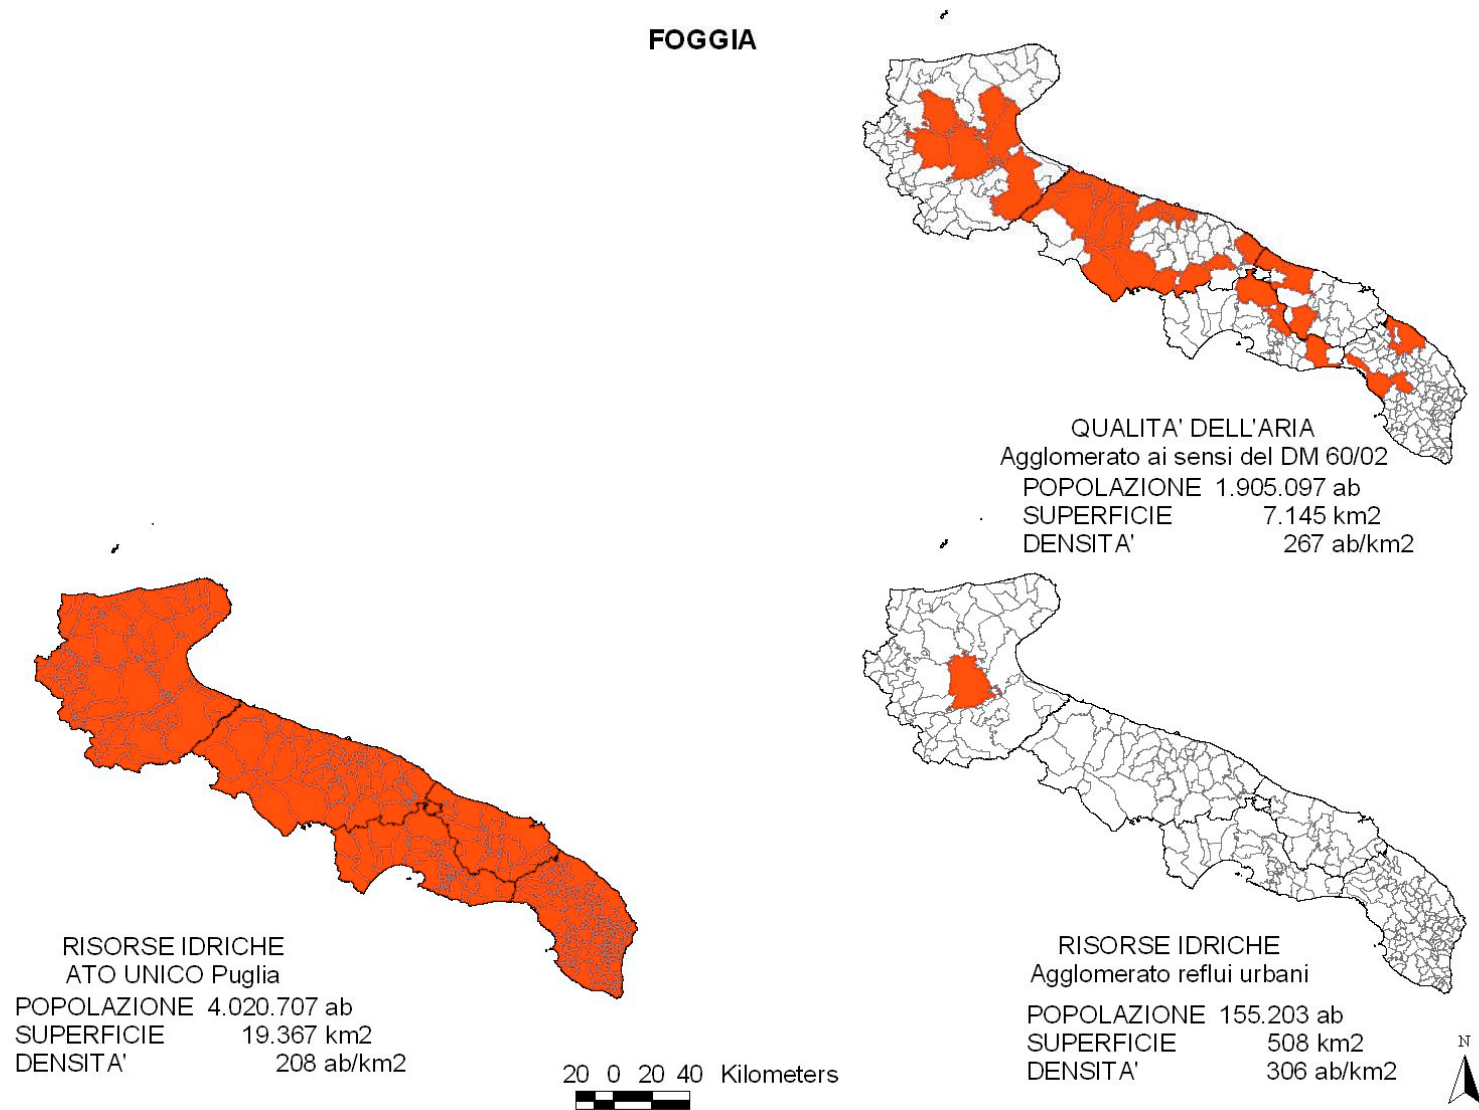 FOGGIA
QUALITA' DELL'ARIA
Agglomerato ai sensi del DM 60/02
POPOLAZIONE 1.905.097 ab
SUPERFICIE 7.145 km2
DENSITA' 267 ab/km2
RISORSE IDRICHE
ATO UNICO Puglia
POPOLAZIONE 4.020.707 ab
SUPERFICIE 19.367 km2
DENSITA' 208 ab/km2
RISORSE IDRICHE
Agglomerato reflui urbani
POPOLAZIONE 155.203 ab
SUPERFICIE 508 km2
DENSITA' 306 ab/km2
20 0 20 40 Kilometers
N